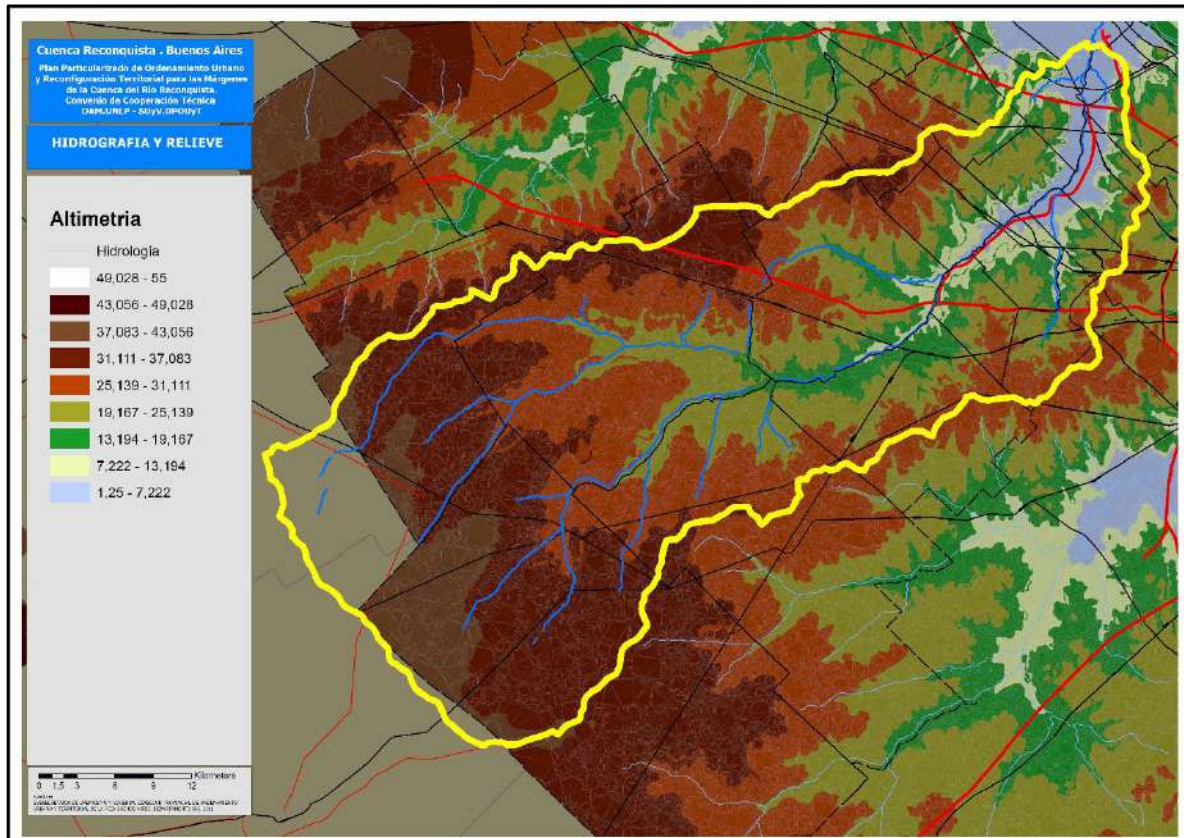 Cuenca Reconquista . Buenos Aires
Plan Particularizado de Ordenamiento Urbano
y Reconfiguración Territorial para las Márgenes
de la Cuenca del Río Reconquista.
Convenio de Cooperación Técnica
HIDROGRAFIA Y RELIEVE
Altimetria
Hidrología
49,028 - 55
43,056 - 49,028
37,083 - 43,056
31,111 - 37,083
25,139 - 31,111
19,167 - 25,139
13,194 - 19,167
7,222 - 13,194
1,25 - 7,222
Kilometers
0 1,5 3 6 9 12